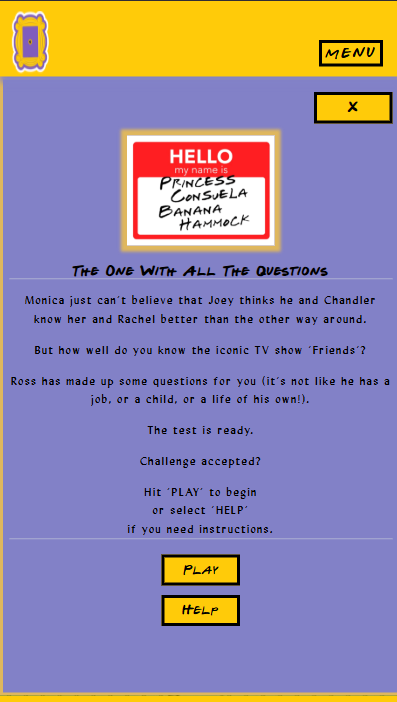 MENU
X
HELLO
my name is
PRINCESS
CONSUELA
BANANA
HAMMOCK
The One With All The Questions
Monica just can't believe that Joey thinks he and Chandler
know her and Rachel better than the other way around.
But how well do you know the iconic TV show 'Friends'?
Ross has made up some questions for you (it's not like he has a
job, or a child, or a life of his own!).
The test is ready.
Challenge accepted?
Hit 'PLAY' to begin
or select 'HELP'
if you need instructions.
Play
Help